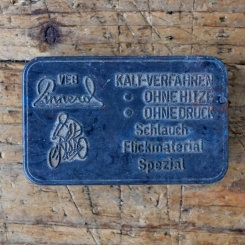 VEB
KALT-VERFAHREN
• OHNE HITZE
• OHNE DRUCK
Schlauch-
Flickmaterial
Spezial